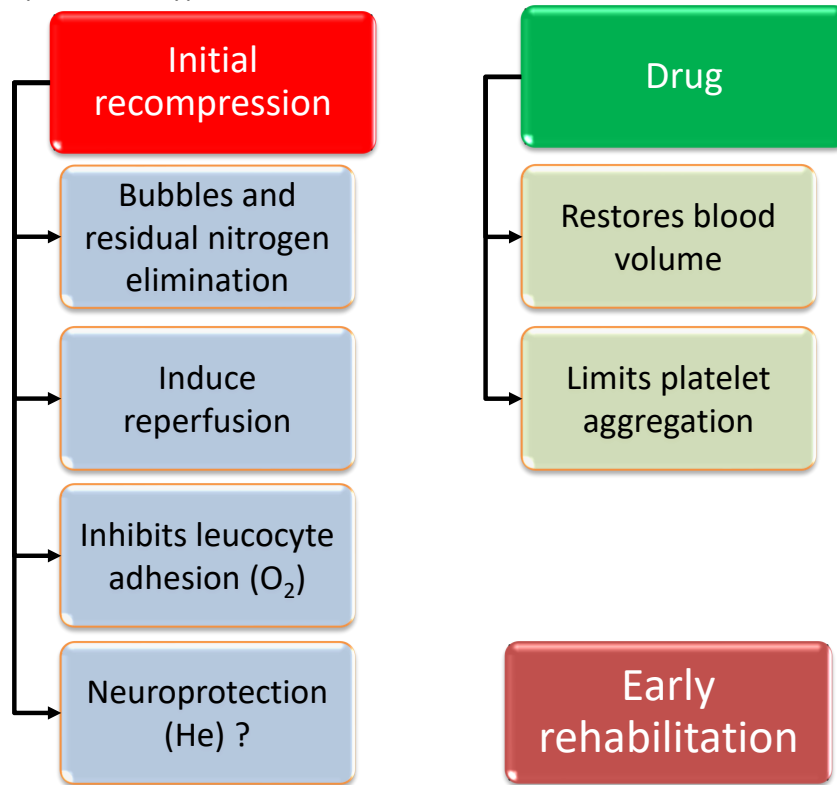 Initial
recompression
Bubbles and
residual nitrogen
elimination
Induce
reperfusion
Inhibits leucocyte
adhesion (O₂)
Neuroprotection
(He) ?
Drug
Restores blood
volume
Limits platelet
aggregation
Early
rehabilitation